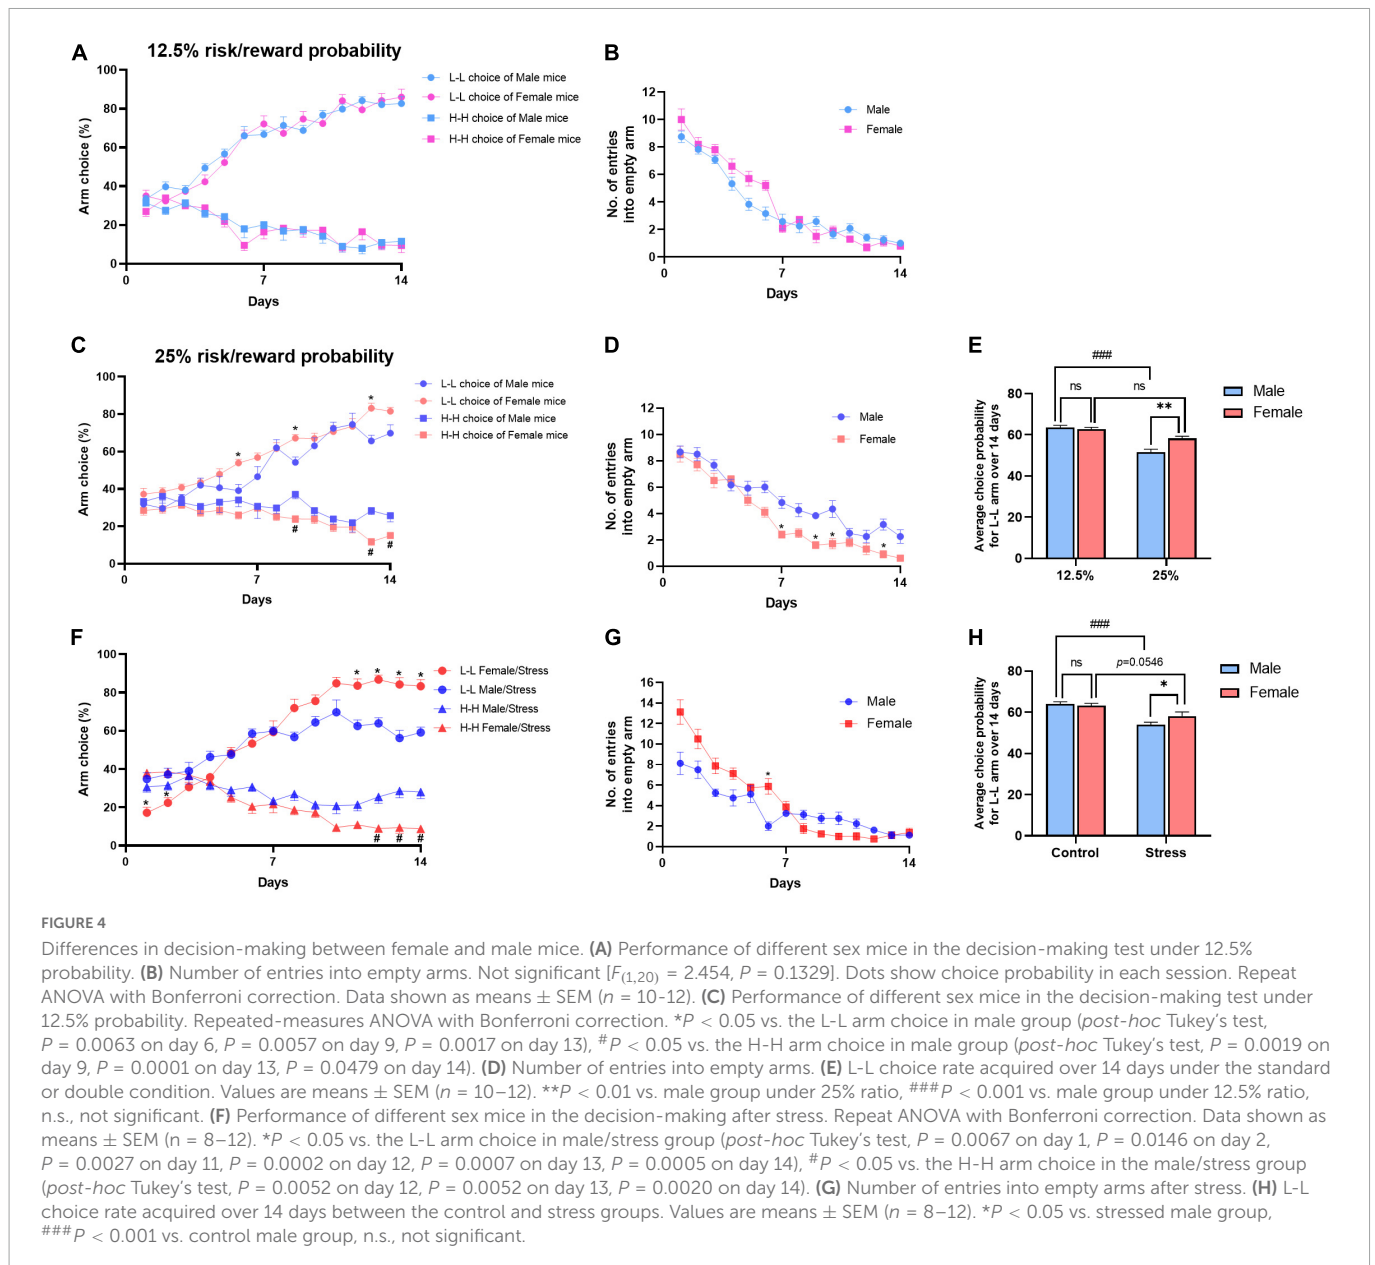 A
12.5% risk/reward probability
Arm choice (%)
100
80
60
40
20
0
0
7
14
Days
L-L choice of Male mice
L-L choice of Female mice
H-H choice of Male mice
H-H choice of Female mice
B
No. of entries
into empty arm
12
10
8
6
4
2
0
0
7
14
Days
Male
Female
C
25% risk/reward probability
Arm choice (%)
100
80
60
40
20
0
0
7
14
Days
* * *
# # #
L-L choice of Male mice
L-L choice of Female mice
H-H choice of Male mice
H-H choice of Female mice
D
No. of entries
into empty arm
12
10
8
6
4
2
0
0
7
14
Days
* * * *
Male
Female
E
Average choice probability
for L-L arm over 14 days
80
60
40
20
0
###
ns
ns
**
12.5%
25%
Male
Female
F
Arm choice (%)
100
80
60
40
20
0
0
7
14
Days
* * * * * *
# # #
L-L Female/Stress
L-L Male/Stress
H-H Male/Stress
H-H Female/Stress
G
No. of entries
into empty arm
16
14
12
10
8
6
4
2
0
0
7
14
Days
*
Male
Female
H
Average choice probability
for L-L arm over 14 days
80
60
40
20
0
###
ns
p=0.0546
*
Control
Stress
Male
Female
FIGURE 4
Differences in decision-making between female and male mice. (A) Performance of different sex mice in the decision-making test under 12.5%
probability. (B) Number of entries into empty arms. Not significant [F(1,20) = 2.454, P = 0.1329]. Dots show choice probability in each session. Repeat
ANOVA with Bonferroni correction. Data shown as means ± SEM (n = 10-12). (C) Performance of different sex mice in the decision-making test under
12.5% probability. Repeated-measures ANOVA with Bonferroni correction. *P < 0.05 vs. the L-L arm choice in male group (post-hoc Tukey's test,
P = 0.0063 on day 6, P = 0.0057 on day 9, P = 0.0017 on day 13), #P < 0.05 vs. the H-H arm choice in male group (post-hoc Tukey's test, P = 0.0019 on
day 9, P = 0.0001 on day 13, P = 0.0479 on day 14). (D) Number of entries into empty arms. (E) L-L choice rate acquired over 14 days under the standard
or double condition. Values are means ± SEM (n = 10–12). **P < 0.01 vs. male group under 25% ratio, ###P < 0.001 vs. male group under 12.5% ratio,
n.s., not significant. (F) Performance of different sex mice in the decision-making after stress. Repeat ANOVA with Bonferroni correction. Data shown as
means ± SEM (n = 8–12). *P < 0.05 vs. the L-L arm choice in male/stress group (post-hoc Tukey's test, P = 0.0067 on day 1, P = 0.0146 on day 2,
P = 0.0027 on day 11, P = 0.0002 on day 12, P = 0.0007 on day 13, P = 0.0005 on day 14), #P < 0.05 vs. the H-H arm choice in the male/stress group
(post-hoc Tukey's test, P = 0.0052 on day 12, P = 0.0052 on day 13, P = 0.0020 on day 14). (G) Number of entries into empty arms after stress. (H) L-L
choice rate acquired over 14 days between the control and stress groups. Values are means ± SEM (n = 8–12). *P < 0.05 vs. stressed male group,
###P < 0.001 vs. control male group, n.s., not significant.